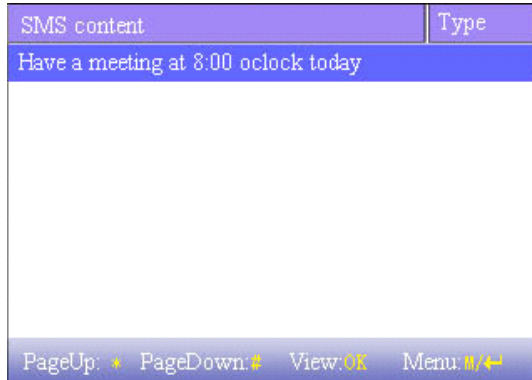 SMS content Type
Have a meeting at 8:00 oclock today
PageUp: * PageDown:# View:OK Menu:M/↵